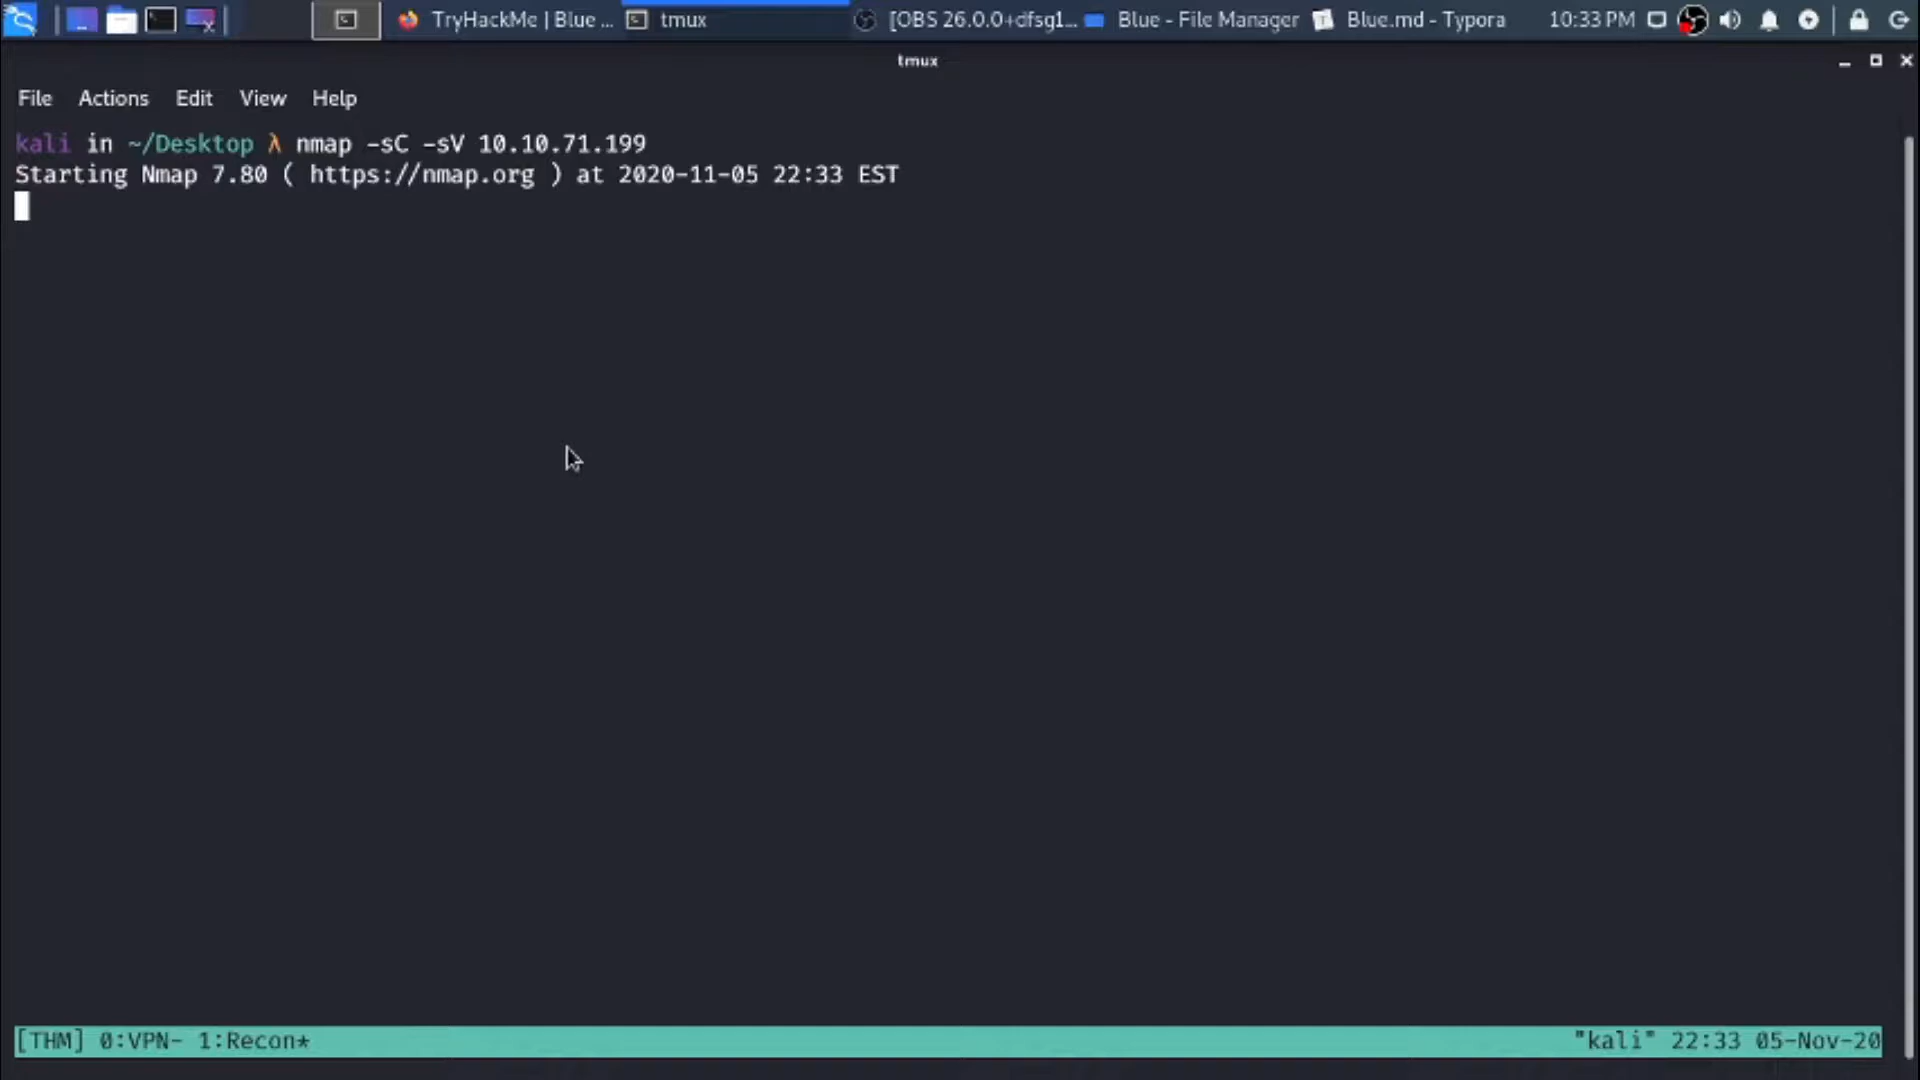 TryHackMe | Blue ... tmux [OBS 26.0.0+dfsg1... Blue - File Manager Blue.md - Typora 10:33 PM
tmux
File Actions Edit View Help
kali in ~/Desktop λ nmap -sC -sV 10.10.71.199
Starting Nmap 7.80 ( https://nmap.org ) at 2020-11-05 22:33 EST
[THM] 0:VPN- 1:Recon* "kali" 22:33 05-Nov-20